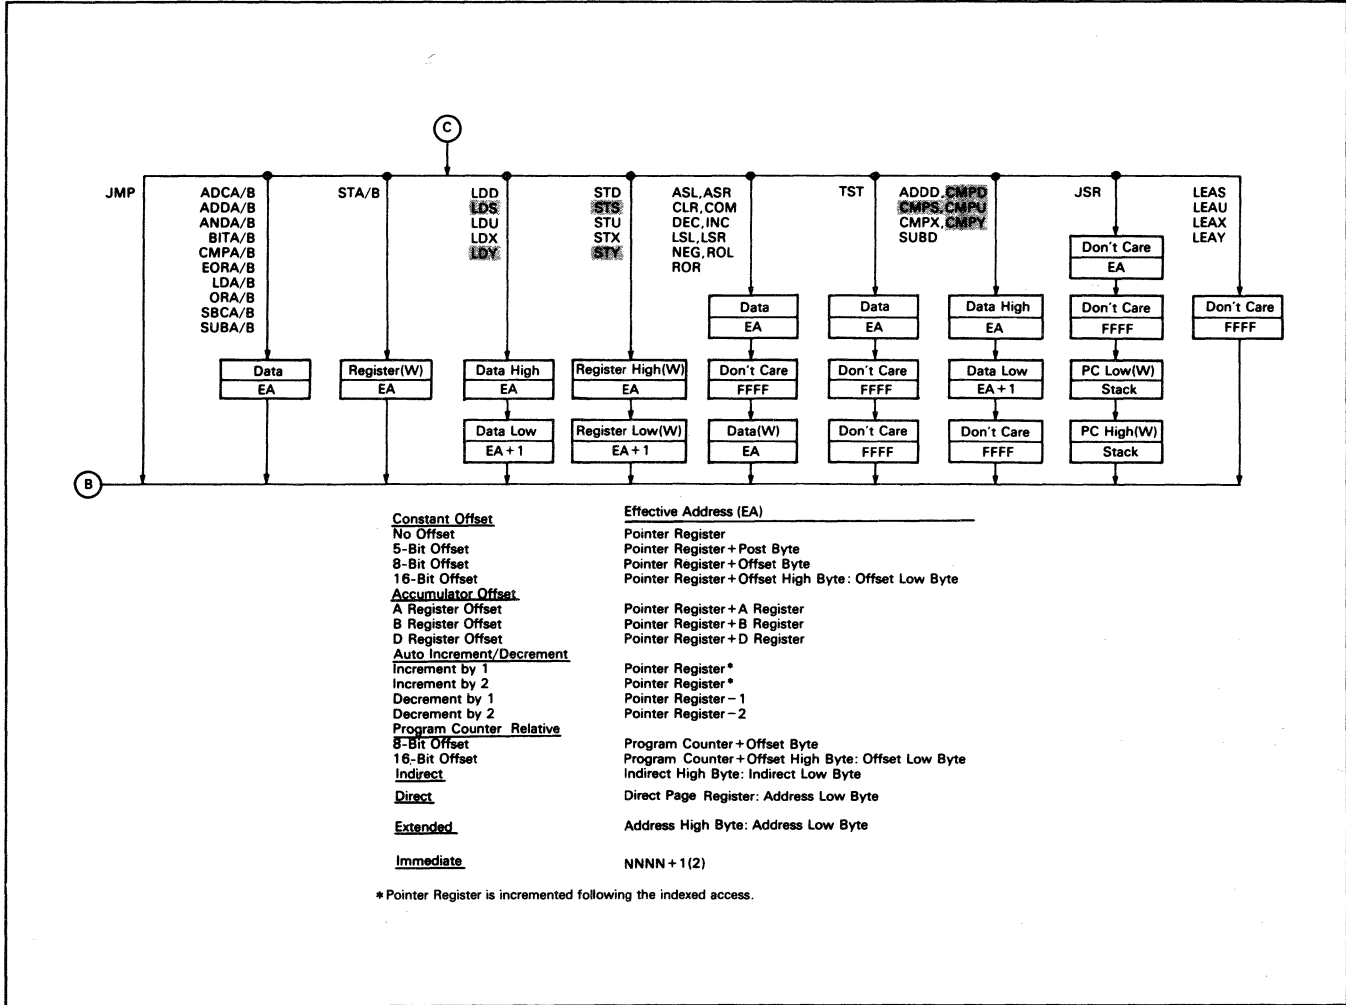 C
JMP
ADCA/B
ADDA/B
ANDA/B
BITA/B
CMPA/B
EORA/B
LDA/B
ORA/B
SBCA/B
SUBA/B
Data
EA
STA/B
Register(W)
EA
LDD
LDS
LDU
LDX
LDY
Data High
EA
Data Low
EA+1
STD
STS
STU
STX
STY
Register High(W)
EA
Register Low(W)
EA+1
ASL,ASR
CLR,COM
DEC,INC
LSL,LSR
NEG,ROL
ROR
Data
EA
Don't Care
FFFF
Data(W)
EA
TST
Data
EA
Don't Care
FFFF
Don't Care
FFFF
ADDD,CMPD
CMPS,CMPU
CMPX,CMPY
SUBD
Data High
EA
Data Low
EA+1
Don't Care
FFFF
JSR
Don't Care
EA
Don't Care
FFFF
PC Low(W)
Stack
PC High(W)
Stack
LEAS
LEAU
LEAX
LEAY
Don't Care
FFFF
B
Constant Offset Effective Address (EA)
No Offset Pointer Register
5-Bit Offset Pointer Register+Post Byte
8-Bit Offset Pointer Register+Offset Byte
16-Bit Offset Pointer Register+Offset High Byte: Offset Low Byte
Accumulator Offset
A Register Offset Pointer Register+A Register
B Register Offset Pointer Register+B Register
D Register Offset Pointer Register+D Register
Auto Increment/Decrement
Increment by 1 Pointer Register*
Increment by 2 Pointer Register*
Decrement by 1 Pointer Register−1
Decrement by 2 Pointer Register−2
Program Counter Relative
8-Bit Offset Program Counter+Offset Byte
16-Bit Offset Program Counter+Offset High Byte: Offset Low Byte
Indirect Indirect High Byte: Indirect Low Byte
Direct Direct Page Register: Address Low Byte
Extended Address High Byte: Address Low Byte
Immediate NNNN+1(2)
*Pointer Register is incremented following the indexed access.